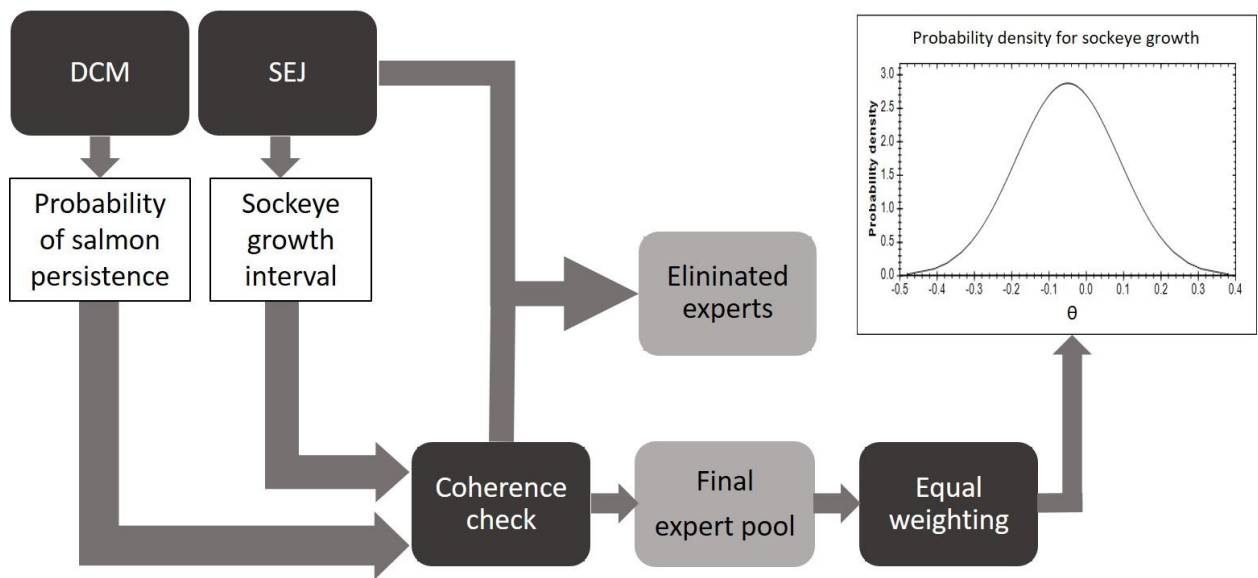 DCM
SEJ
Probability
of salmon
persistence
Sockeye
growth
interval
Elininated
experts
Coherence
check
Final
expert pool
Equal
weighting
Probability density for sockeye growth
Probability density
3.0
2.5
2.0
1.5
1.0
0.5
0.0
-0.5 -0.4 -0.3 -0.2 -0.1 0.0 0.1 0.2 0.3 0.4
θ